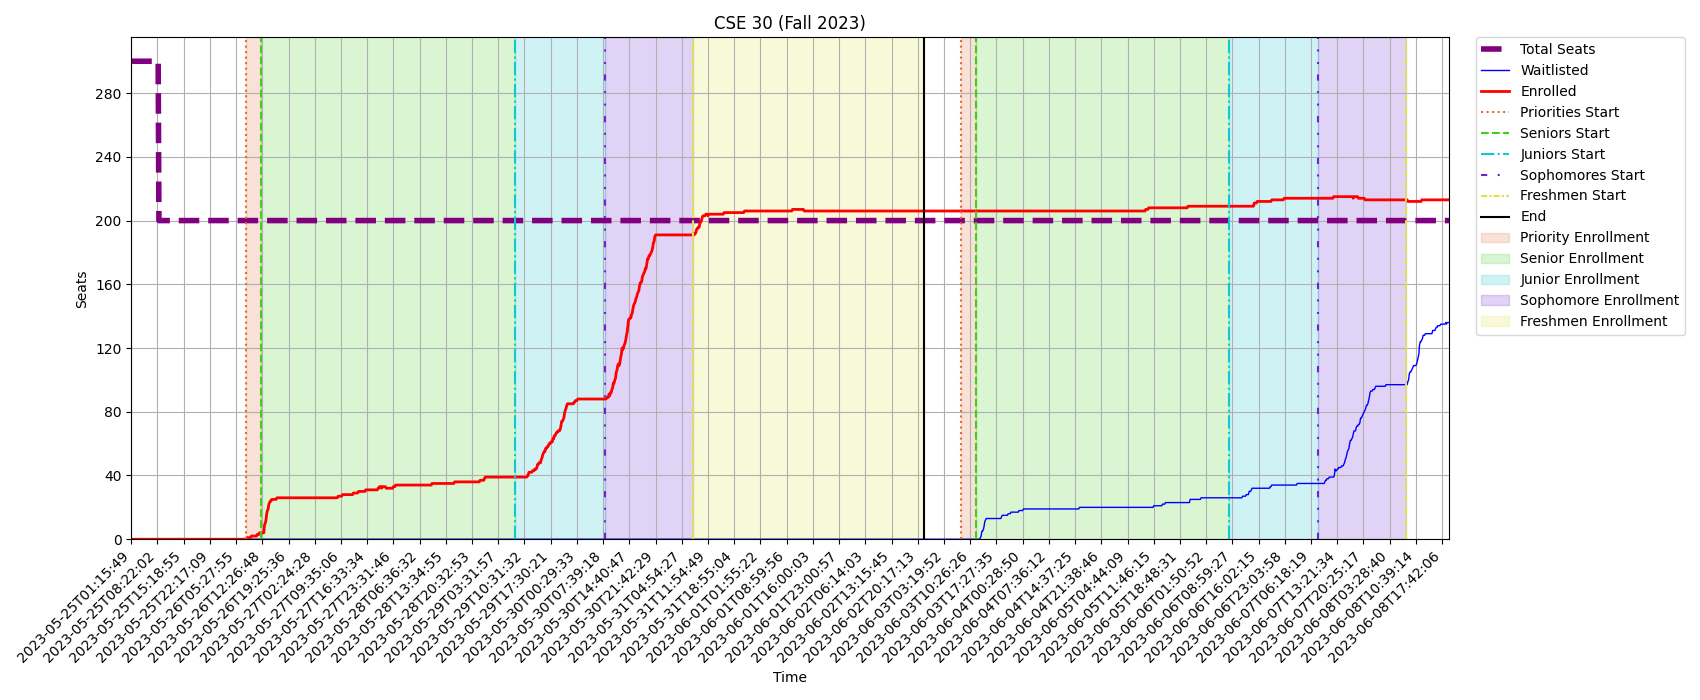 CSE 30 (Fall 2023)
Seats
280
240
200
160
120
80
40
0
2023-05-25T01:15:49
2023-05-25T08:22:02
2023-05-25T15:18:55
2023-05-25T22:17:09
2023-05-26T05:27:55
2023-05-26T12:26:48
2023-05-26T19:25:36
2023-05-27T02:24:28
2023-05-27T09:35:06
2023-05-27T16:33:34
2023-05-27T23:31:46
2023-05-28T06:36:32
2023-05-28T13:34:55
2023-05-28T20:32:53
2023-05-29T03:31:57
2023-05-29T10:31:32
2023-05-29T17:30:21
2023-05-30T00:29:33
2023-05-30T07:39:18
2023-05-30T14:40:47
2023-05-30T21:42:29
2023-05-31T04:54:27
2023-05-31T11:54:49
2023-05-31T18:55:04
2023-06-01T01:55:22
2023-06-01T08:59:56
2023-06-01T16:00:03
2023-06-01T23:00:57
2023-06-02T06:14:03
2023-06-02T13:15:45
2023-06-02T20:17:13
2023-06-03T03:19:52
2023-06-03T10:26:26
2023-06-03T17:27:35
2023-06-04T00:28:50
2023-06-04T07:36:12
2023-06-04T14:37:25
2023-06-04T21:38:46
2023-06-05T04:44:09
2023-06-05T11:46:15
2023-06-05T18:48:31
2023-06-06T01:50:52
2023-06-06T08:59:27
2023-06-06T16:02:15
2023-06-06T23:03:58
2023-06-07T06:18:19
2023-06-07T13:21:34
2023-06-07T20:25:17
2023-06-08T03:28:40
2023-06-08T10:39:14
2023-06-08T17:42:06
Time
Total Seats
Waitlisted
Enrolled
Priorities Start
Seniors Start
Juniors Start
Sophomores Start
Freshmen Start
End
Priority Enrollment
Senior Enrollment
Junior Enrollment
Sophomore Enrollment
Freshmen Enrollment